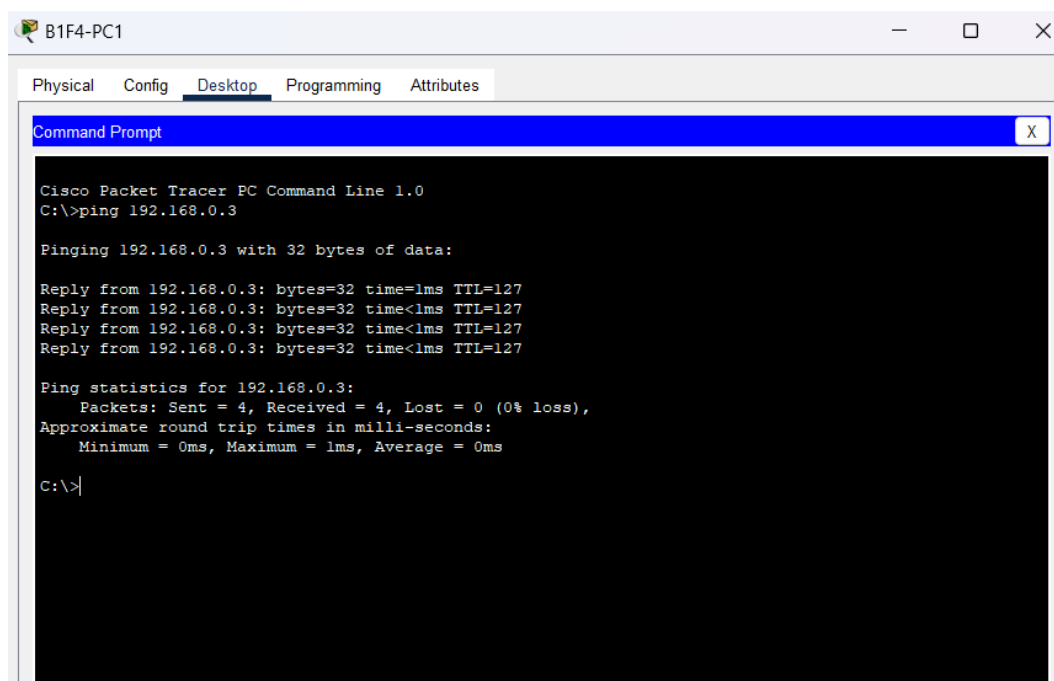 B1F4-PC1
Physical Config Desktop Programming Attributes
Command Prompt
X
Cisco Packet Tracer PC Command Line 1.0
C:\>ping 192.168.0.3
Pinging 192.168.0.3 with 32 bytes of data:
Reply from 192.168.0.3: bytes=32 time=1ms TTL=127
Reply from 192.168.0.3: bytes=32 time<1ms TTL=127
Reply from 192.168.0.3: bytes=32 time<1ms TTL=127
Reply from 192.168.0.3: bytes=32 time<1ms TTL=127
Ping statistics for 192.168.0.3:
Packets: Sent = 4, Received = 4, Lost = 0 (0% loss),
Approximate round trip times in milli-seconds:
Minimum = 0ms, Maximum = 1ms, Average = 0ms
C:\>